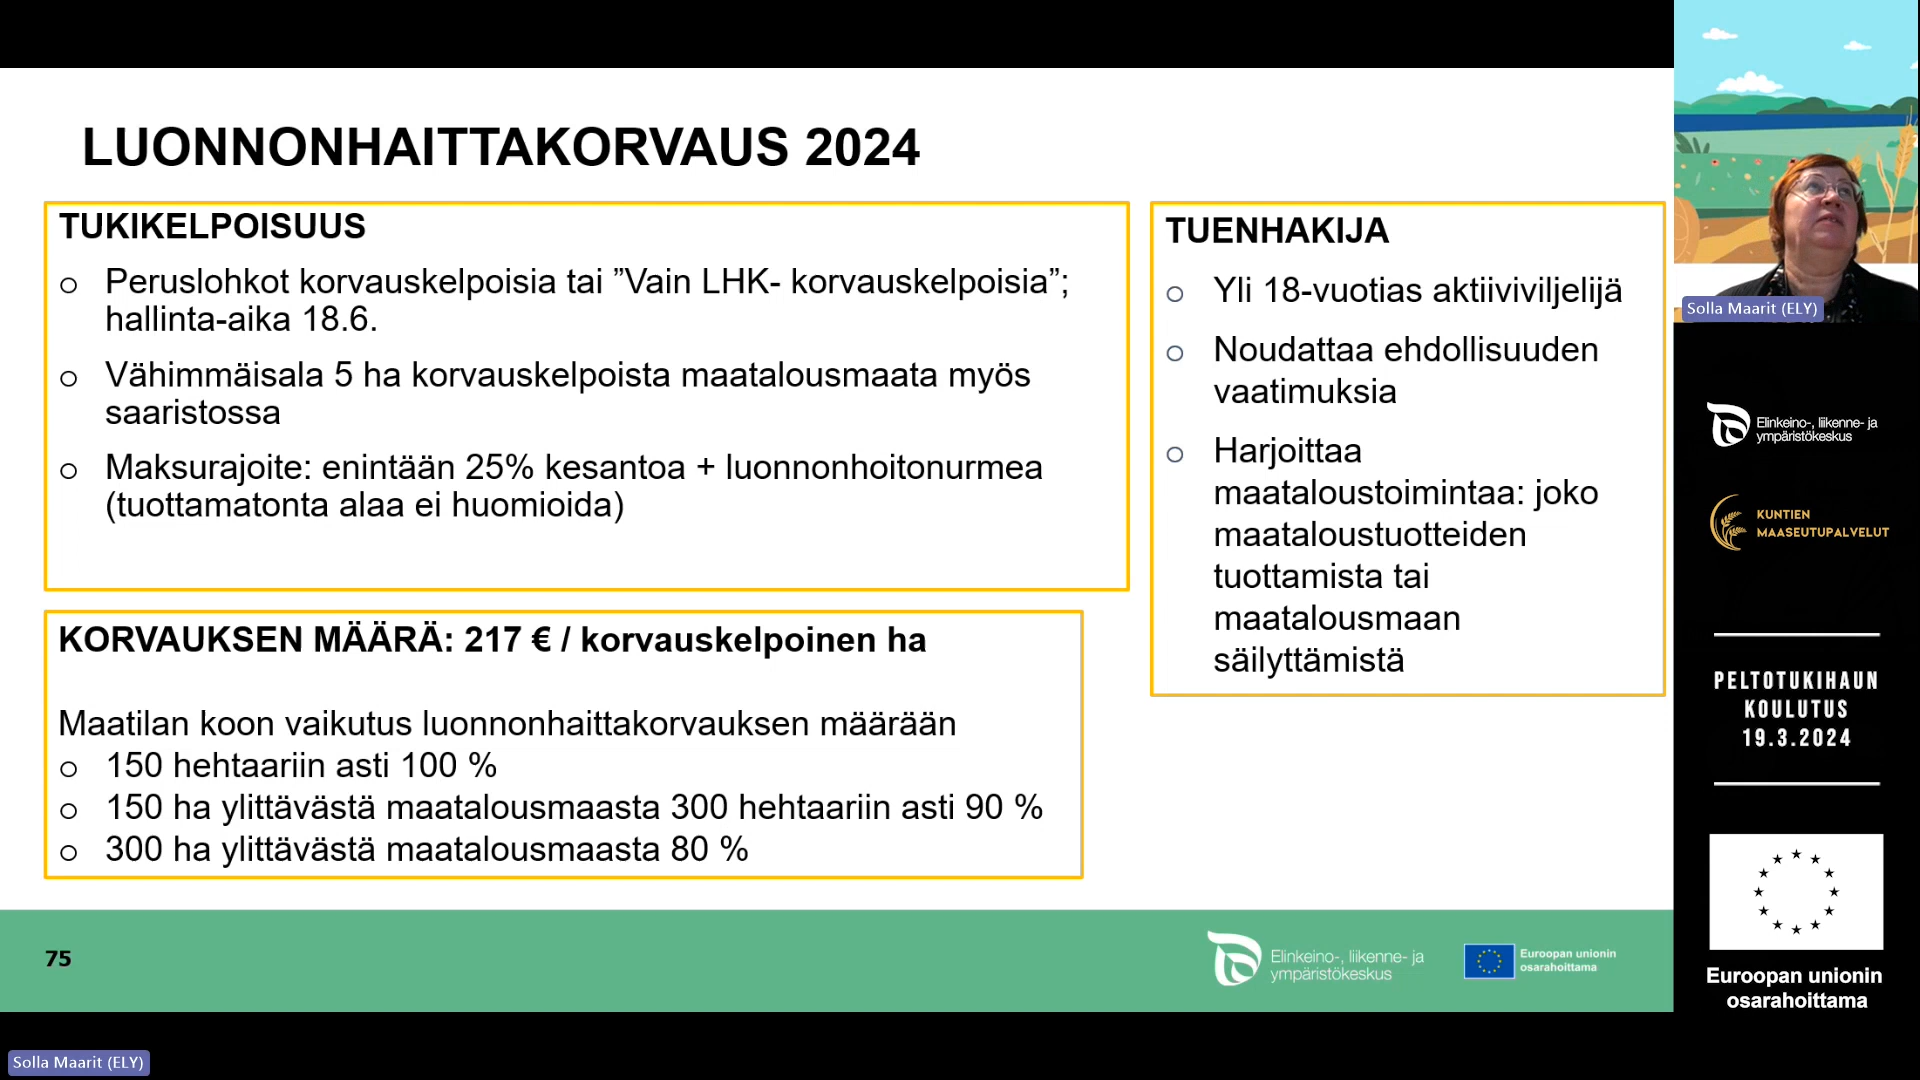 LUONNONHAITTAKORVAUS 2024
TUKIKELPOISUUS
o Peruslohkot korvauskelpoisia tai ”Vain LHK- korvauskelpoisia”;
hallinta-aika 18.6.
o Vähimmäisala 5 ha korvauskelpoista maatalousmaata myös
saaristossa
o Maksurajoite: enintään 25% kesantoa + luonnonhoitonurmea
(tuottamatonta alaa ei huomioida)
KORVAUKSEN MÄÄRÄ: 217 € / korvauskelpoinen ha
Maatilan koon vaikutus luonnonhaittakorvauksen määrään
o 150 hehtaariin asti 100 %
o 150 ha ylittävästä maatalousmaasta 300 hehtaariin asti 90 %
o 300 ha ylittävästä maatalousmaasta 80 %
TUENHAKIJA
o Yli 18-vuotias aktiiviviljelijä
o Noudattaa ehdollisuuden
vaatimuksia
o Harjoittaa
maataloustoimintaa: joko
maataloustuotteiden
tuottamista tai
maatalousmaan
säilyttämistä
75
Elinkeino-, liikenne- ja
ympäristökeskus
Euroopan unionin
osarahoittama
Solla Maarit (ELY)
Elinkeino-, liikenne- ja
ympäristökeskus
KUNTIEN
MAASEUTUPALVELUT
PELTOTUKIHAUN
KOULUTUS
19.3.2024
Euroopan unionin
osarahoittama
Solla Maarit (ELY)